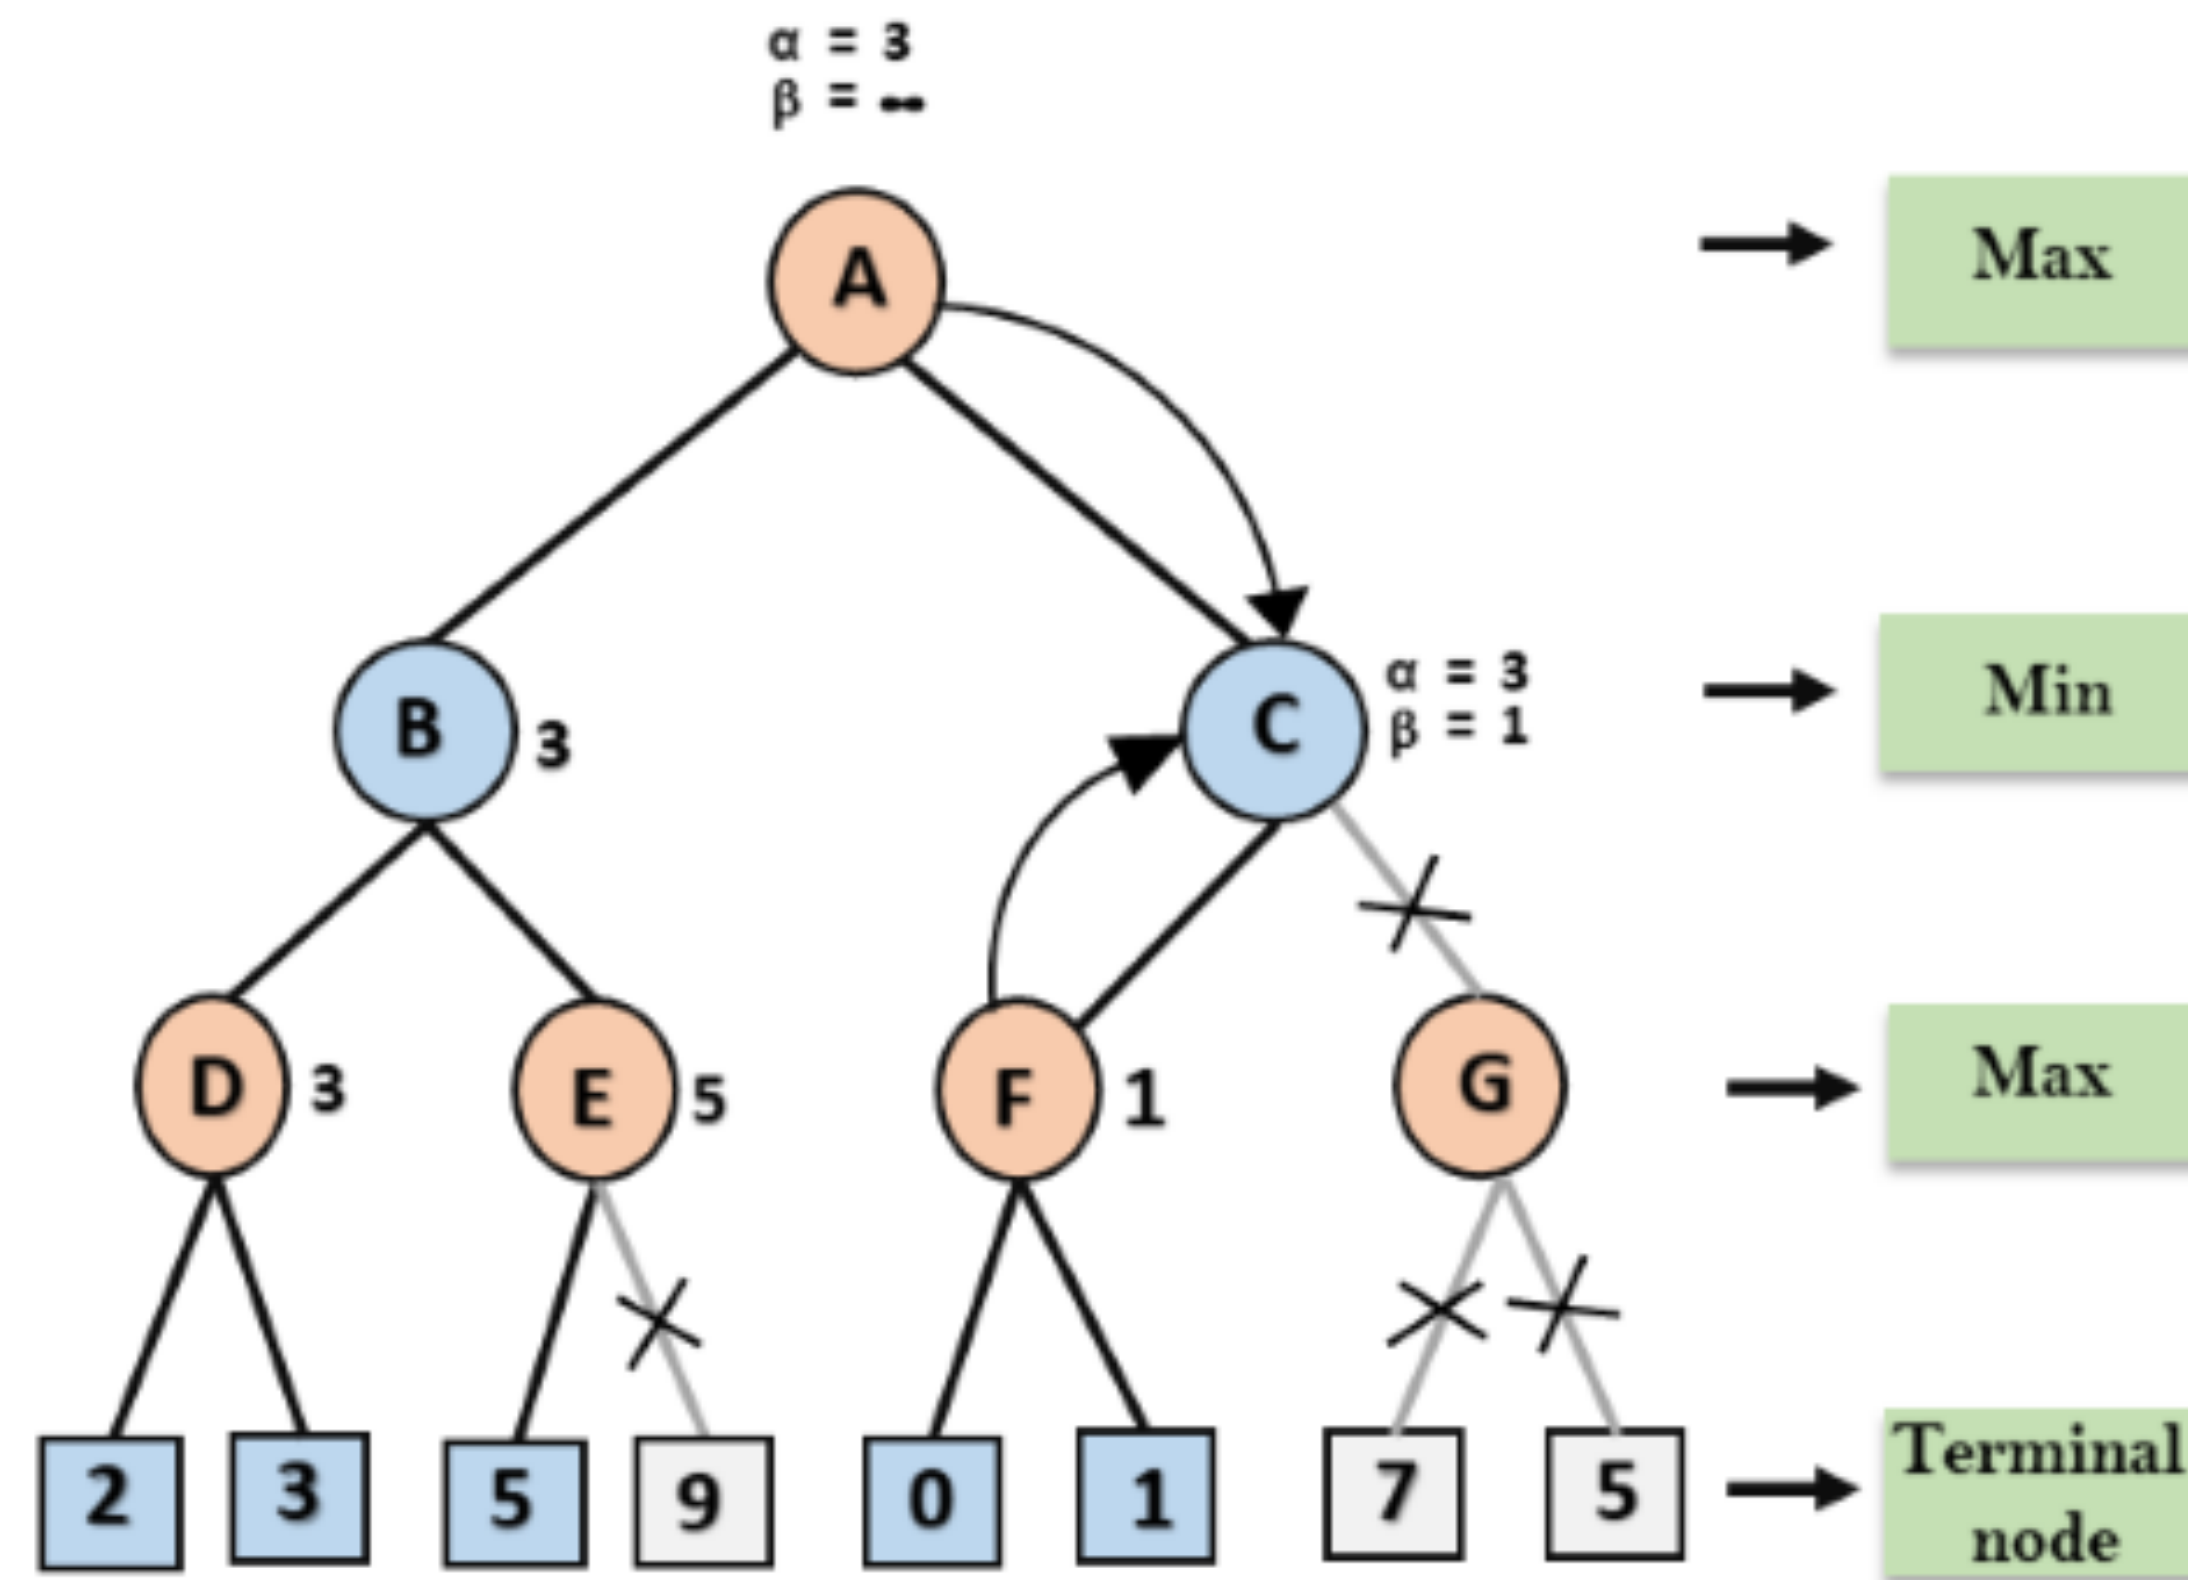 α = 3
β = ∞
A
Max
B 3
C
α = 3
β = 1
Min
D 3
E 5
F 1
G
Max
2 3 5 9 0 1 7 5
Terminal
node